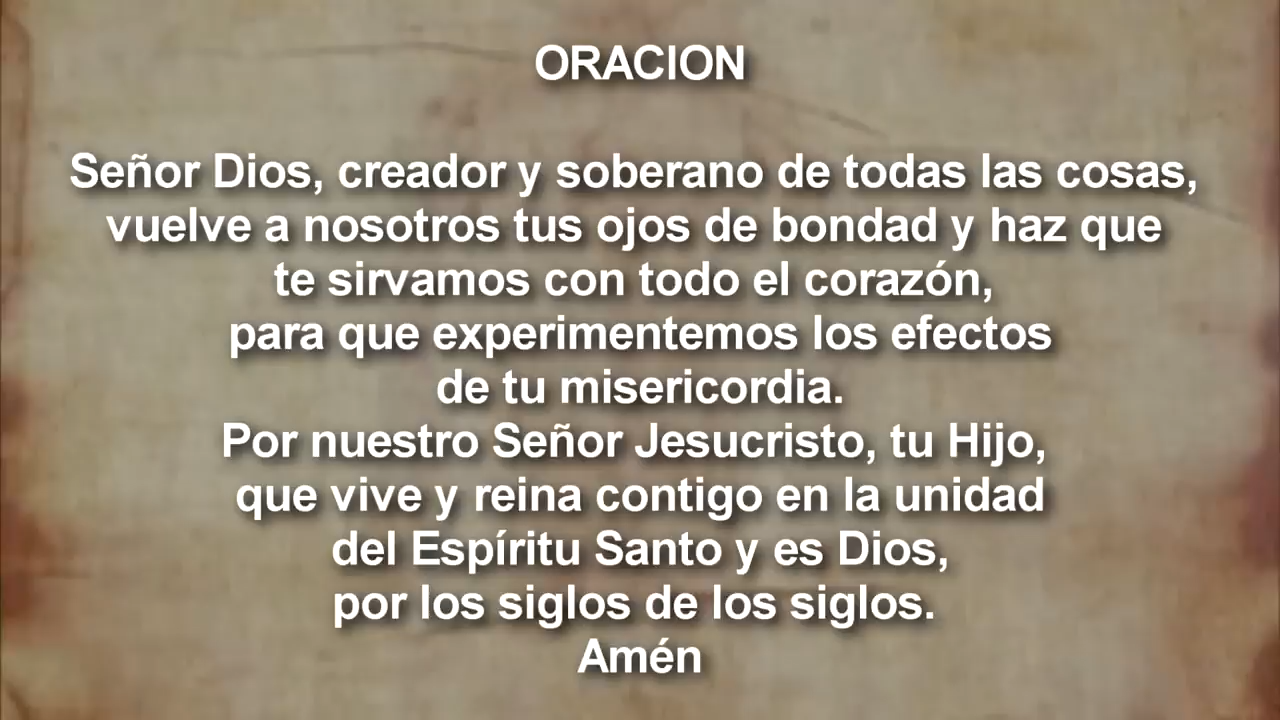 ORACION
Señor Dios, creador y soberano de todas las cosas,
vuelve a nosotros tus ojos de bondad y haz que
te sirvamos con todo el corazón,
para que experimentemos los efectos
de tu misericordia.
Por nuestro Señor Jesucristo, tu Hijo,
que vive y reina contigo en la unidad
del Espíritu Santo y es Dios,
por los siglos de los siglos.
Amén